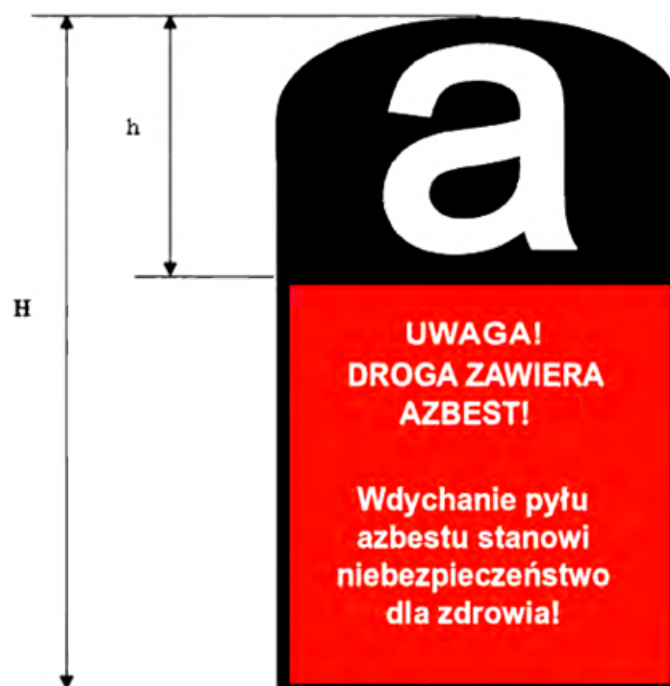 a
h
H
UWAGA!
DROGA ZAWIERA
AZBEST!
Wdychanie pyłu
azbestu stanowi
niebezpieczeństwo
dla zdrowia!